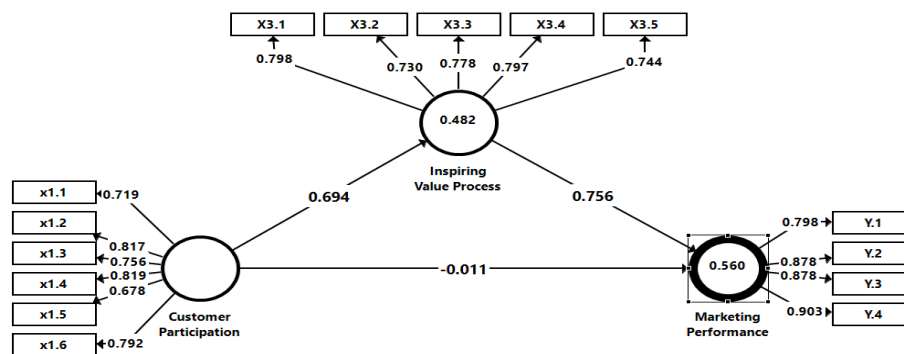 X3.1 X3.2 X3.3 X3.4 X3.5
0.798 0.730 0.778 0.797 0.744
0.482
Inspiring
Value Process
0.694
0.756
x1.1
x1.2
x1.3
x1.4
x1.5
x1.6
0.719
0.817
0.756
0.819
0.678
0.792
Customer
Participation
-0.011
0.560
Marketing
Performance
0.798
0.878
0.878
0.903
Y.1
Y.2
Y.3
Y.4